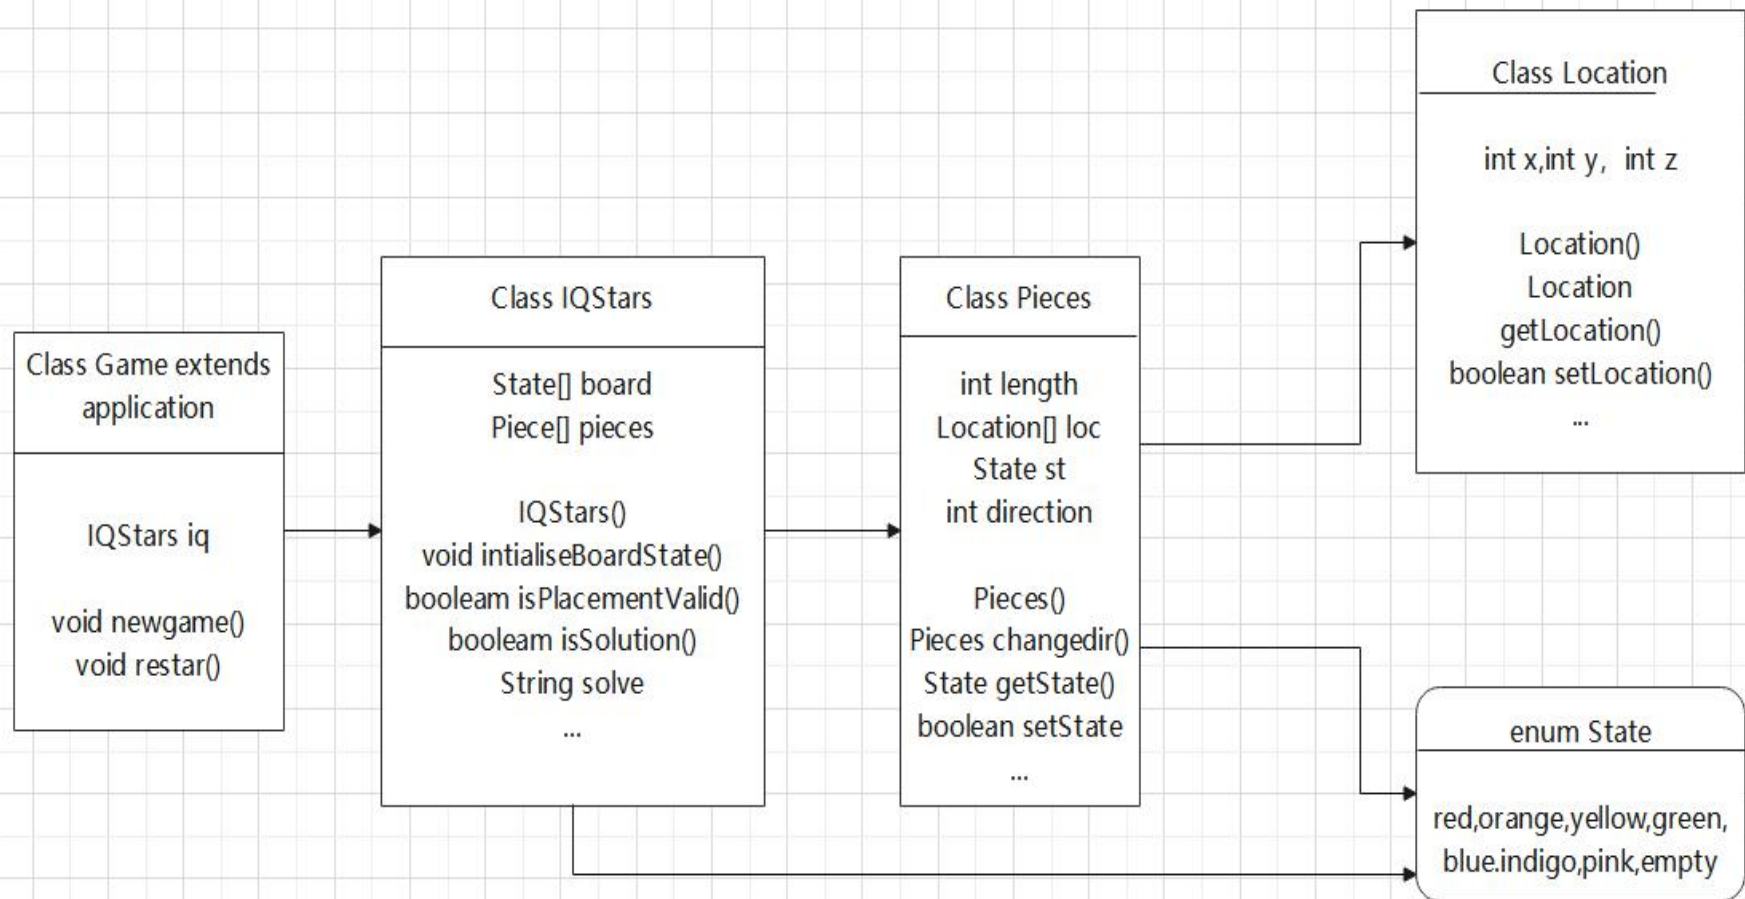 Class Game extends
application
IQStars iq
void newgame()
void restar()
Class IQStars
State[] board
Piece[] pieces
IQStars()
void intialiseBoardState()
booleam isPlacementValid()
booleam isSolution()
String solve
...
Class Pieces
int length
Location[] loc
State st
int direction
Pieces()
Pieces changedir()
State getState()
boolean setState
...
Class Location
int x,int y,  int z
Location()
Location
getLocation()
boolean setLocation()
...
enum State
red,orange,yellow,green,
blue.indigo,pink,empty